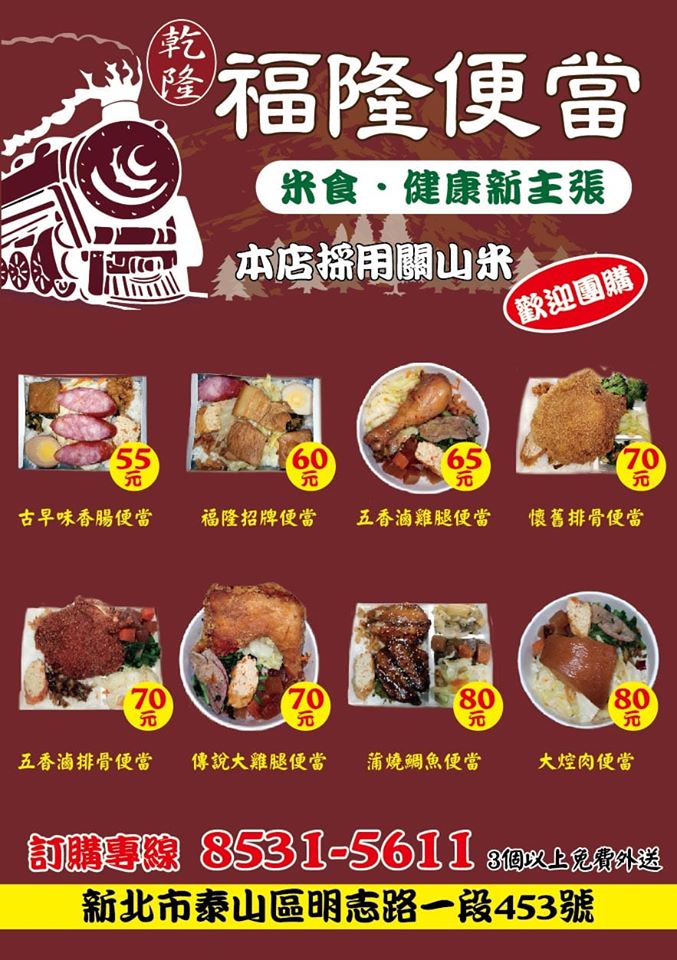 乾隆
福隆便當
米食·健康新主張
本店採用關山米
歡迎團購
55元
60元
65元
70元
古早味香腸便當
福隆招牌便當
五香滷雞腿便當
懷舊排骨便當
70元
70元
80元
80元
五香滷排骨便當
傳說大雞腿便當
蒲燒鯛魚便當
大焢肉便當
訂購專線 8531-5611 3個以上免費外送
新北市泰山區明志路一段453號